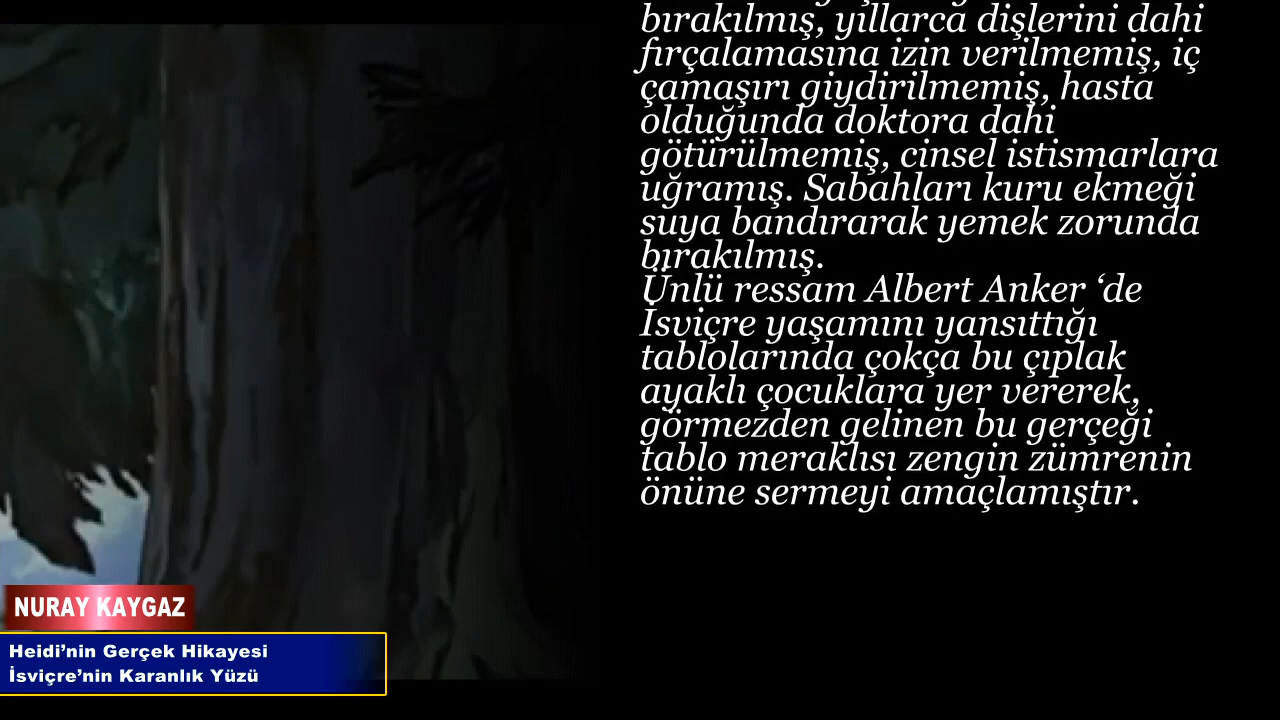 bırakılmış, yıllarca dişlerini dahi
fırçalamasına izin verilmemiş, iç
çamaşırı giydirilmemiş, hasta
olduğunda doktora dahi
götürülmemiş, cinsel istismarlara
uğramış. Sabahları kuru ekmeği
suya bandırarak yemek zorunda
bırakılmış.
Ünlü ressam Albert Anker ‘de
İsviçre yaşamını yansıttığı
tablolarında çokça bu çıplak
ayaklı çocuklara yer vererek,
görmezden gelinen bu gerçeği
tablo meraklısı zengin zümrenin
önüne sermeyi amaçlamıştır.
NURAY KAYGAZ
Heidi’nin Gerçek Hikayesi
İsviçre’nin Karanlık Yüzü